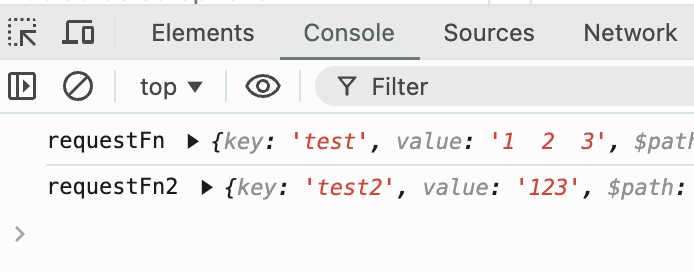 Elements Console Sources Network
top ▼ Filter
requestFn ▶ {key: 'test', value: '1  2  3', $path
requestFn2 ▶ {key: 'test2', value: '123', $path:
>